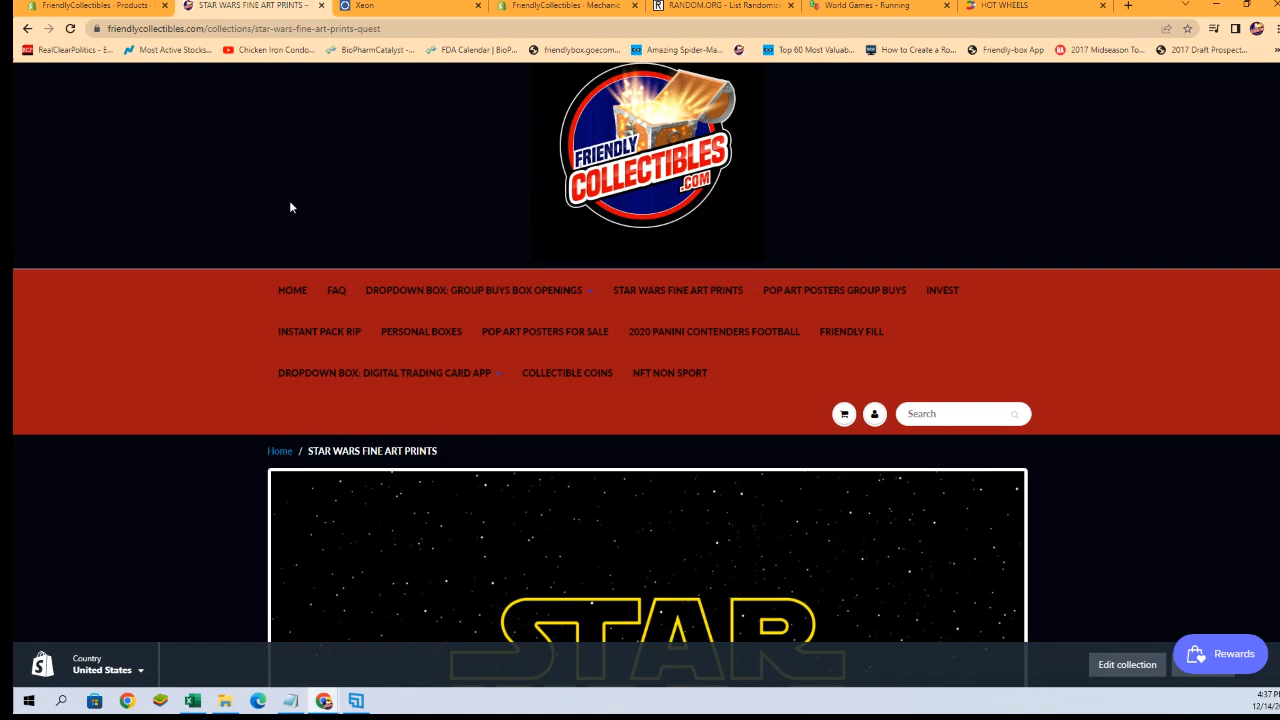 FriendlyCollectibles - Products
STAR WARS FINE ART PRINTS –
Xeon
FriendlyCollectibles - Mechanic
RANDOM.ORG - List Randomiz
World Games - Running
HOT WHEELS
friendlycollectibles.com/collections/star-wars-fine-art-prints-quest
RealClearPolitics - E...
Most Active Stocks...
Chicken Iron Condo...
BioPharmCatalyst -...
FDA Calendar | BioP...
friendlybox.goecom...
Amazing Spider-Ma...
Top 60 Most Valuab...
How to Create a Ro...
Friendly-box App
2017 Midseason To...
2017 Draft Prospect...
FRIENDLY
COLLECTIBLES
.COM
HOME FAQ DROPDOWN BOX: GROUP BUYS BOX OPENINGS STAR WARS FINE ART PRINTS POP ART POSTERS GROUP BUYS INVEST
INSTANT PACK RIP PERSONAL BOXES POP ART POSTERS FOR SALE 2020 PANINI CONTENDERS FOOTBALL FRIENDLY FILL
DROPDOWN BOX: DIGITAL TRADING CARD APP COLLECTIBLE COINS NFT NON SPORT
Search
Home / STAR WARS FINE ART PRINTS
STAR
Country
United States
Edit collection
Rewards
4:37 P
12/14/2